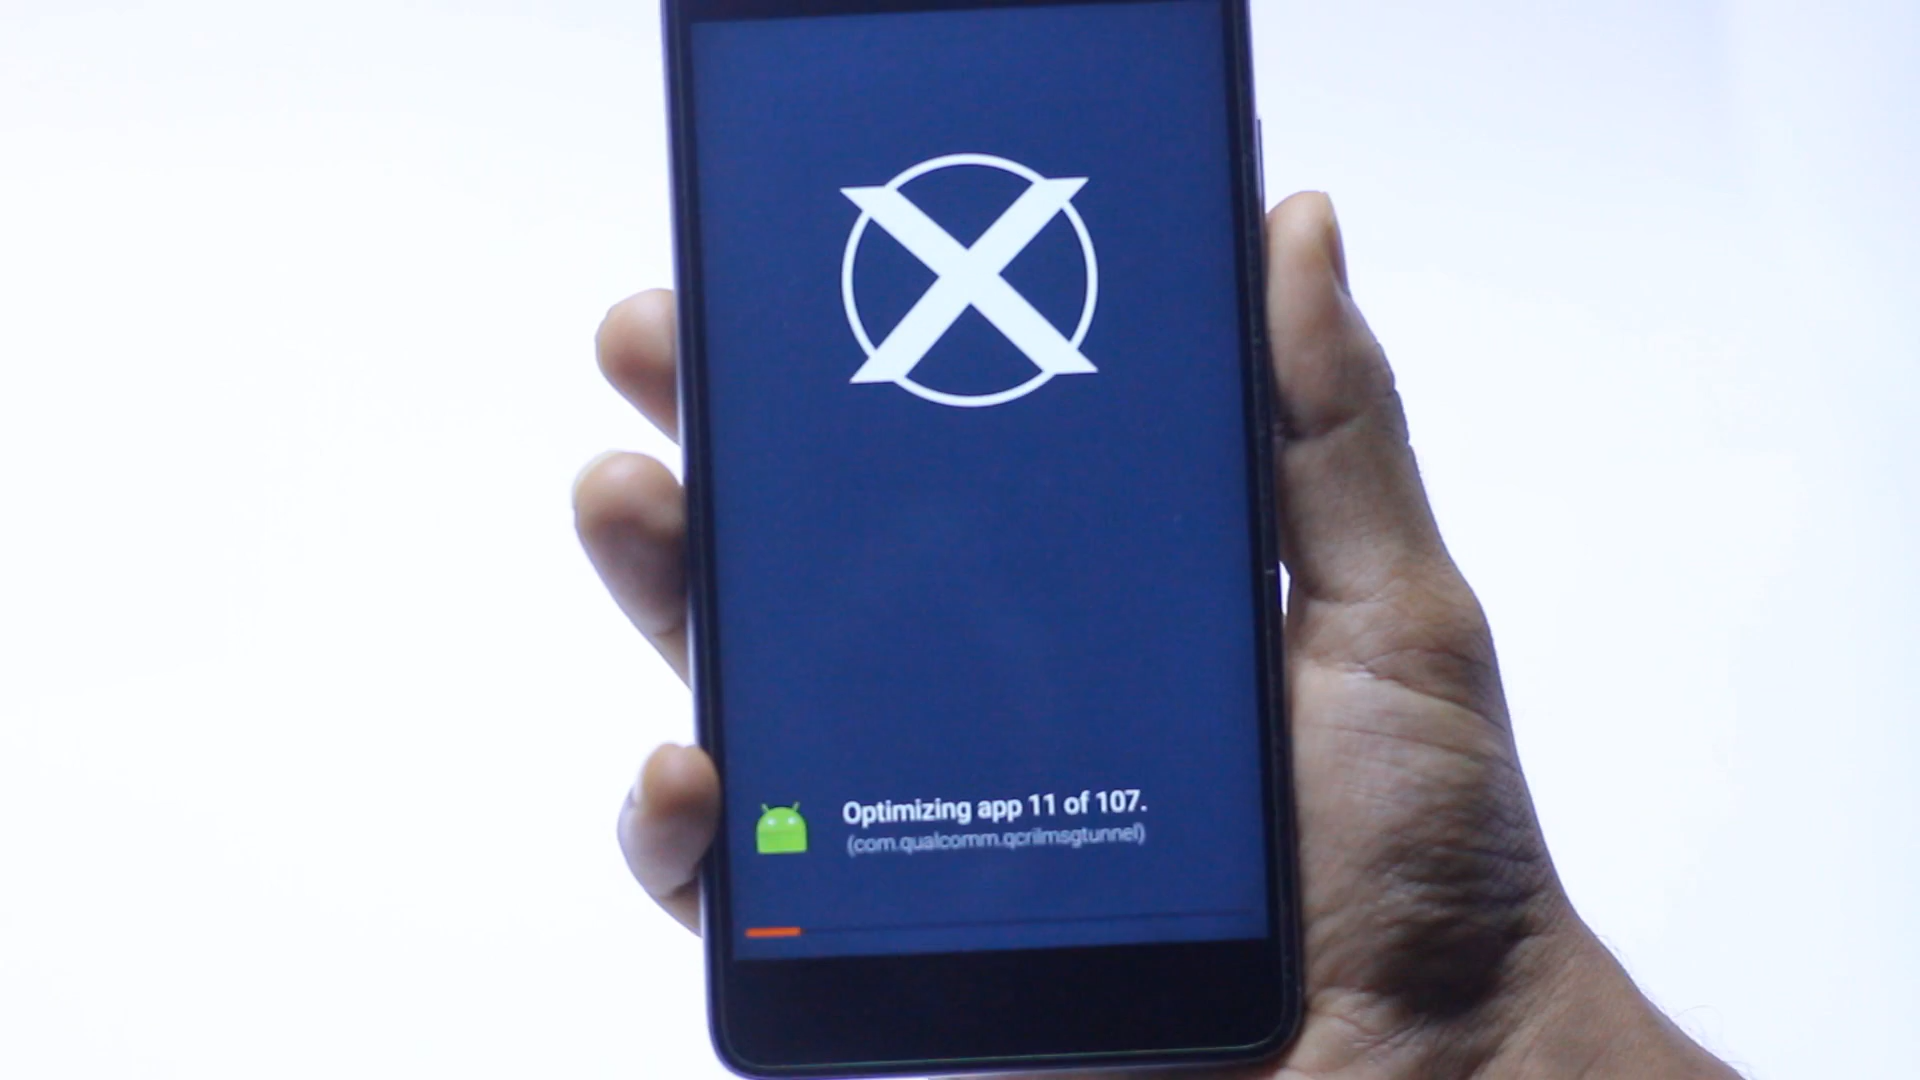 Optimizing app 11 of 107.
(com.qualcomm.qcrilmsgtunnel)